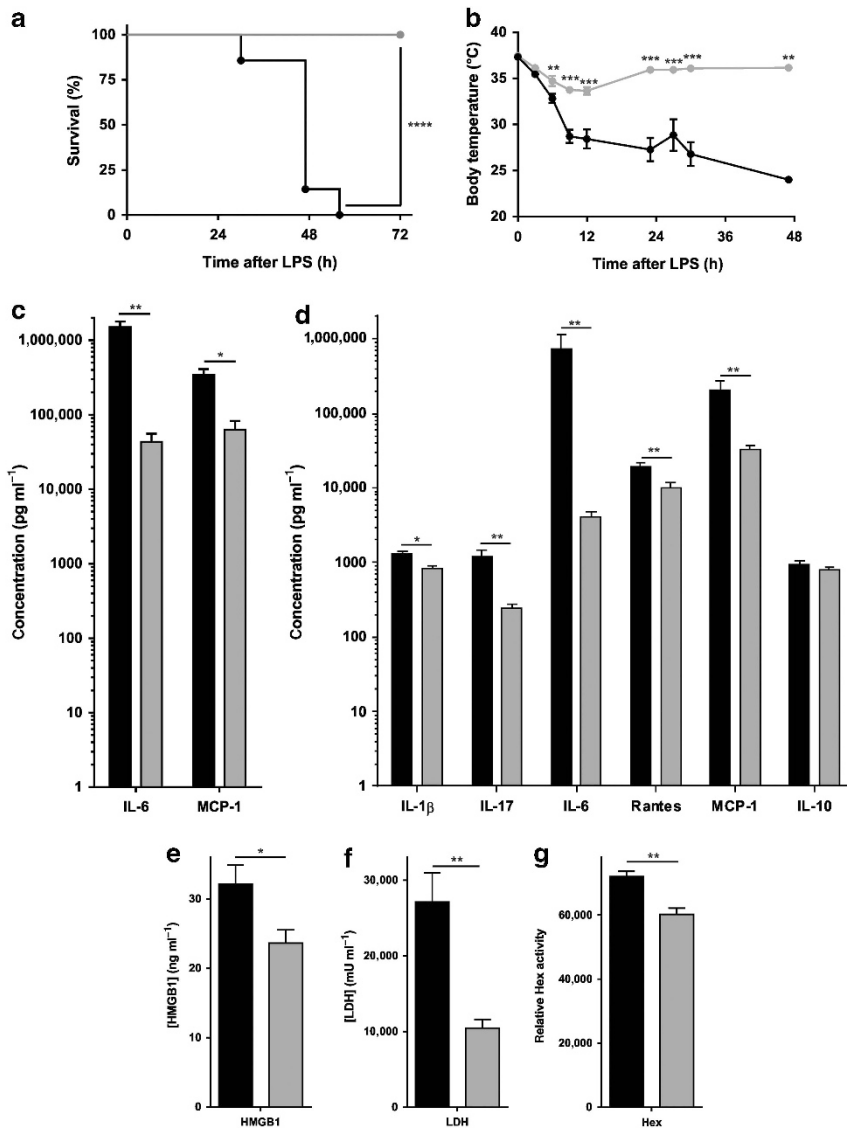 a
Survival (%)
100
75
50
25
0
****
0 24 48 72
Time after LPS (h)
b
Body temperature (°C)
40
35
30
25
20
** *** *** *** *** *** **
0 12 24 36 48
Time after LPS (h)
c
Concentration (pg ml−1)
1,000,000
100,000
10,000
1000
100
10
1
**
*
IL-6 MCP-1
d
Concentration (pg ml−1)
1,000,000
100,000
10,000
1000
100
10
1
*
**
**
**
**
IL-1β IL-17 IL-6 Rantes MCP-1 IL-10
e
[HMGB1] (ng ml−1)
30
20
10
0
*
HMGB1
f
[LDH] (mU ml−1)
30,000
20,000
10,000
0
**
LDH
g
Relative Hex activity
60,000
40,000
20,000
0
**
Hex